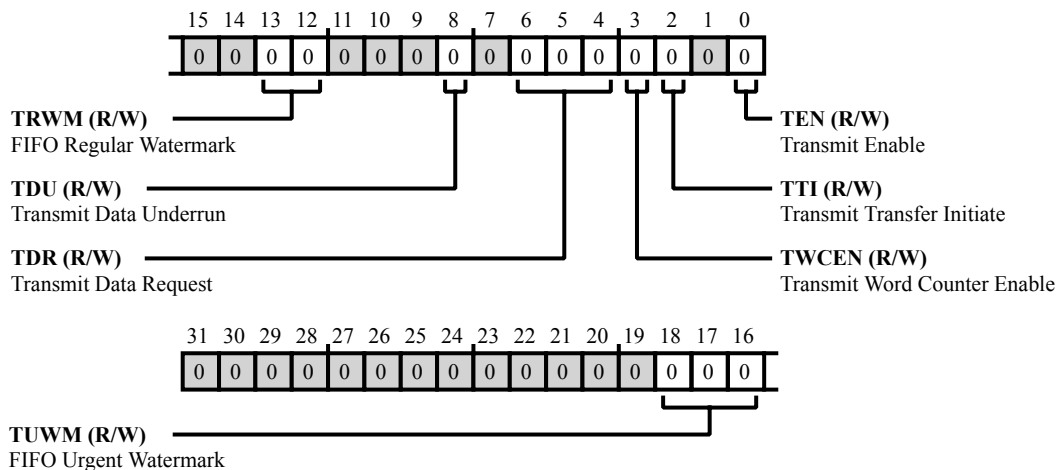 15 14 13 12 11 10 9 8 7 6 5 4 3 2 1 0
0 0 0 0 0 0 0 0 0 0 0 0 0 0 0 0
TRWM (R/W)
FIFO Regular Watermark
TEN (R/W)
Transmit Enable
TDU (R/W)
Transmit Data Underrun
TTI (R/W)
Transmit Transfer Initiate
TDR (R/W)
Transmit Data Request
TWCEN (R/W)
Transmit Word Counter Enable
31 30 29 28 27 26 25 24 23 22 21 20 19 18 17 16
0 0 0 0 0 0 0 0 0 0 0 0 0 0 0 0
TUWM (R/W)
FIFO Urgent Watermark